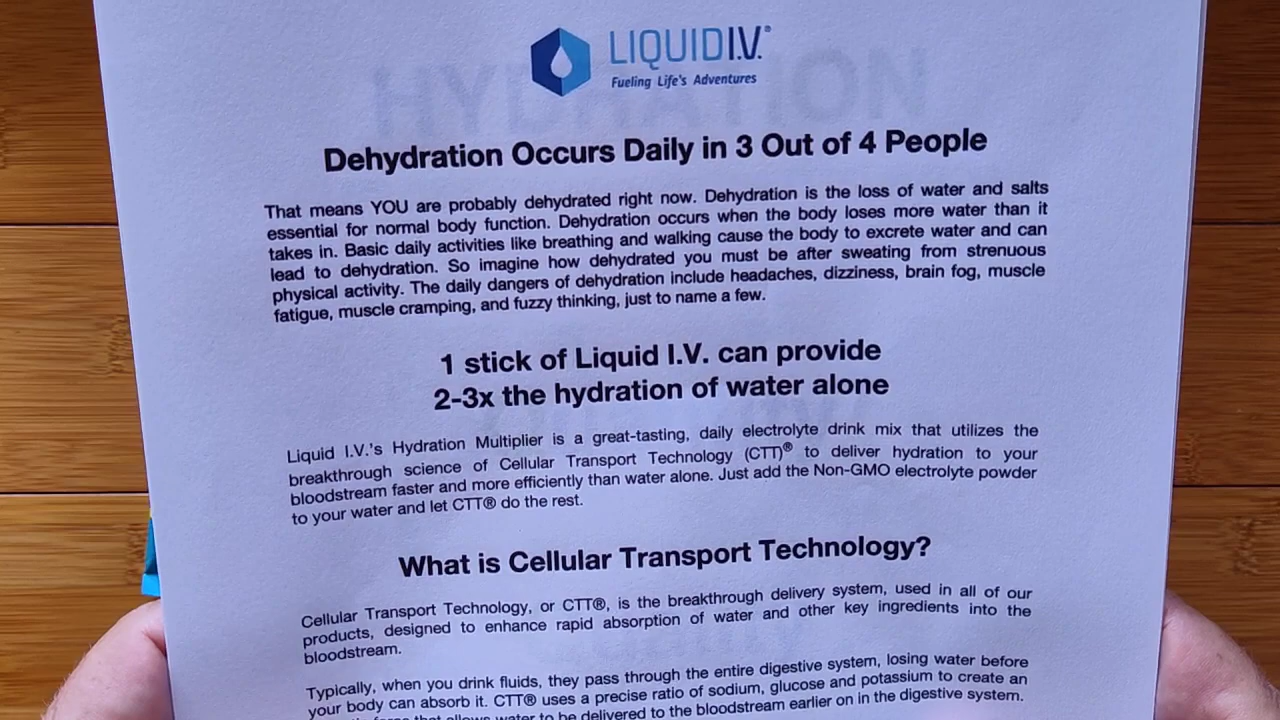 LIQUID I.V.®
Fueling Life's Adventures
HYDRATION
Dehydration Occurs Daily in 3 Out of 4 People
That means YOU are probably dehydrated right now. Dehydration is the loss of water and salts
essential for normal body function. Dehydration occurs when the body loses more water than it
takes in. Basic daily activities like breathing and walking cause the body to excrete water and can
lead to dehydration. So imagine how dehydrated you must be after sweating from strenuous
physical activity. The daily dangers of dehydration include headaches, dizziness, brain fog, muscle
fatigue, muscle cramping, and fuzzy thinking, just to name a few.
1 stick of Liquid I.V. can provide
2-3x the hydration of water alone
Liquid I.V.'s Hydration Multiplier is a great-tasting, daily electrolyte drink mix that utilizes the
breakthrough science of Cellular Transport Technology (CTT)® to deliver hydration to your
bloodstream faster and more efficiently than water alone. Just add the Non-GMO electrolyte powder
to your water and let CTT® do the rest.
What is Cellular Transport Technology?
Cellular Transport Technology, or CTT®, is the breakthrough delivery system, used in all of our
products, designed to enhance rapid absorption of water and other key ingredients into the
bloodstream.
Typically, when you drink fluids, they pass through the entire digestive system, losing water before
your body can absorb it. CTT® uses a precise ratio of sodium, glucose and potassium to create an
force that allows water to be delivered to the bloodstream earlier on in the digestive system.